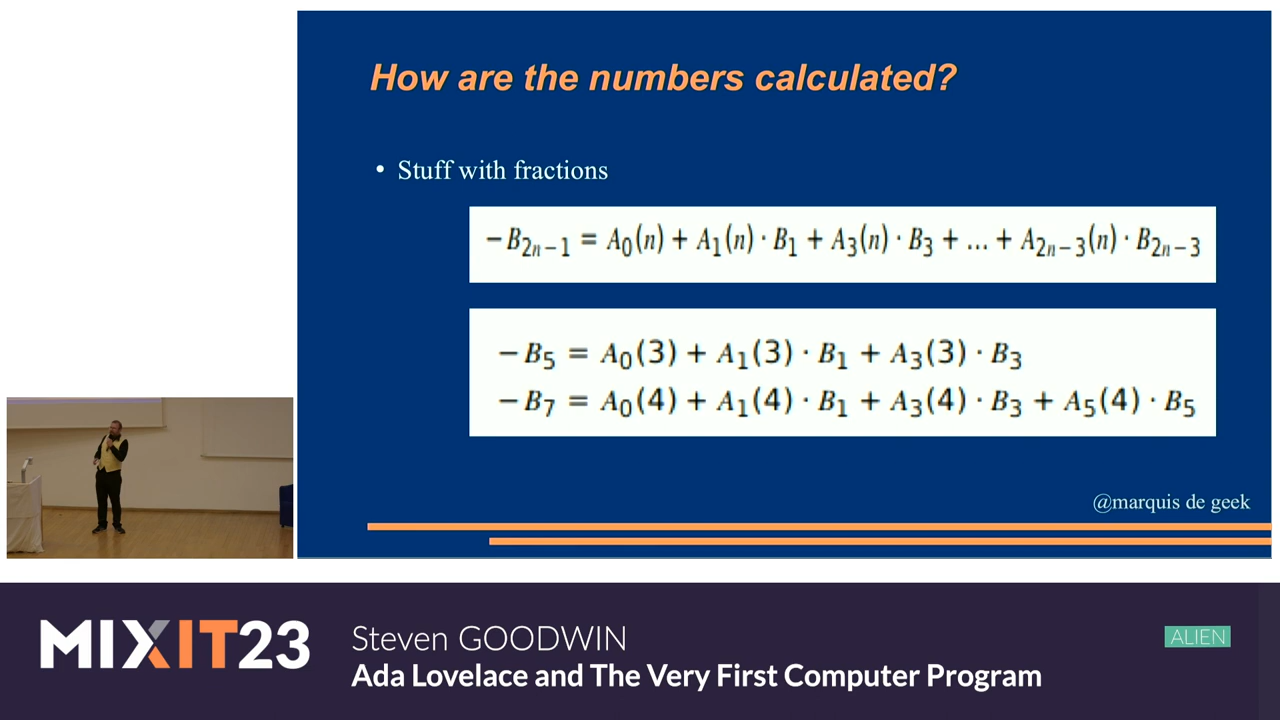 How are the numbers calculated?
• Stuff with fractions
−B₂ₙ₋₁ = A₀(n) + A₁(n) · B₁ + A₃(n) · B₃ + ... + A₂ₙ₋₃(n) · B₂ₙ₋₃
−B₅ = A₀(3) + A₁(3) · B₁ + A₃(3) · B₃
−B₇ = A₀(4) + A₁(4) · B₁ + A₃(4) · B₃ + A₅(4) · B₅
@marquis de geek
MIXIT23
Steven GOODWIN
ALIEN
Ada Lovelace and The Very First Computer Program